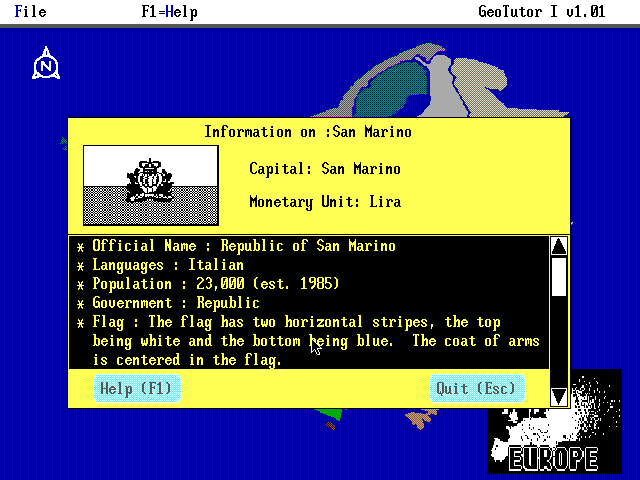 File F1=Help GeoTutor I v1.01
N
Information on :San Marino
Capital: San Marino
Monetary Unit: Lira
* Official Name : Republic of San Marino
* Languages : Italian
* Population : 23,000 (est. 1985)
* Government : Republic
* Flag : The flag has two horizontal stripes, the top
being white and the bottom being blue.  The coat of arms
is centered in the flag.
Help (F1) Quit (Esc)
EUROPE